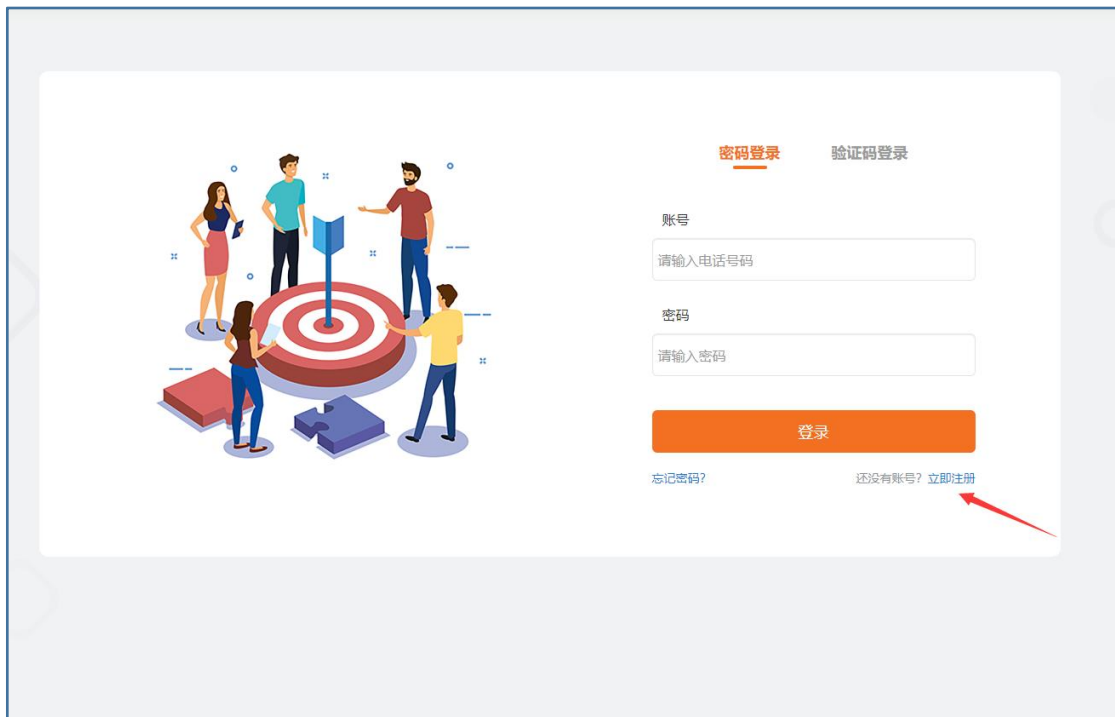 密码登录 验证码登录
账号
请输入电话号码
密码
请输入密码
登录
忘记密码? 还没有账号? 立即注册